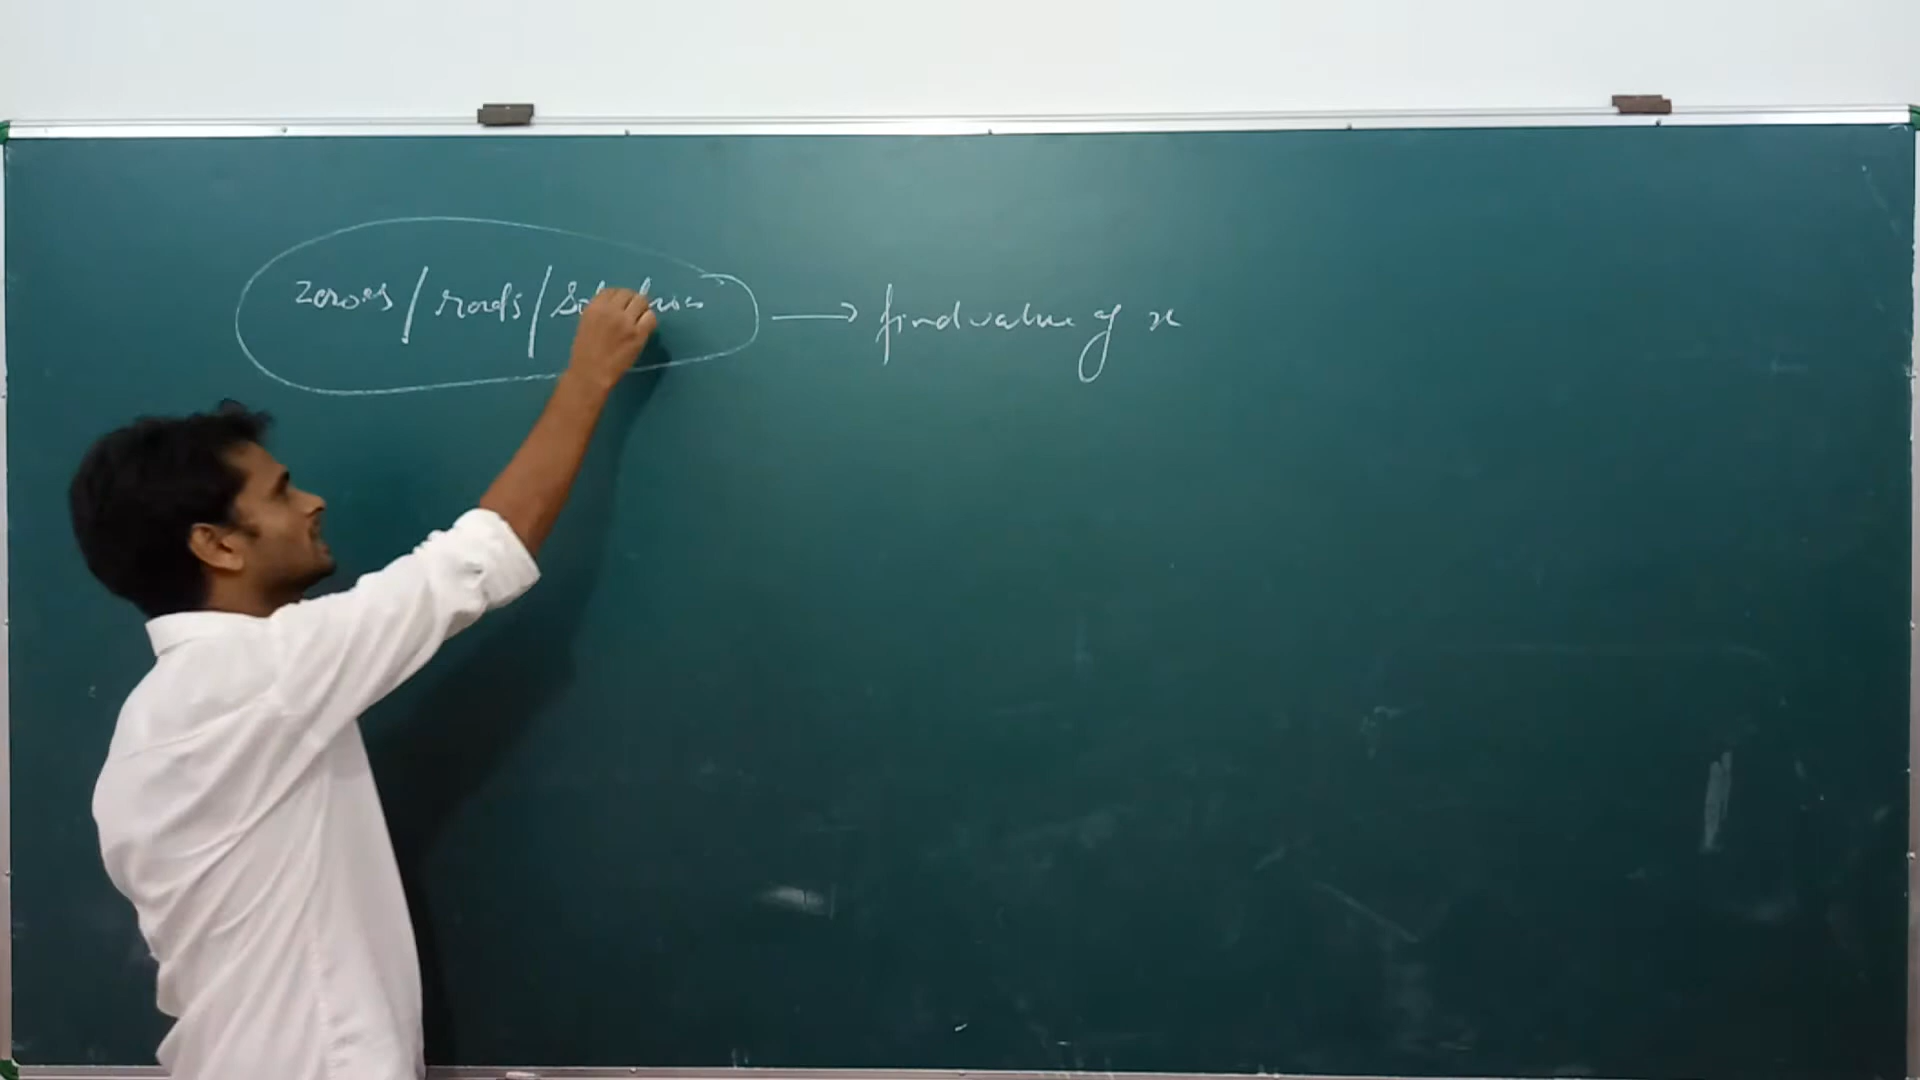 zeroes / roots / Solutions → find value of x